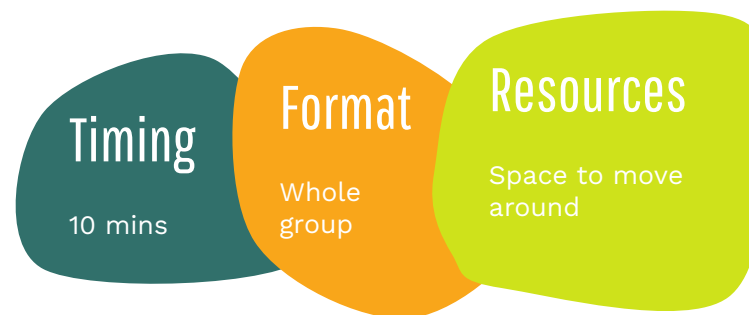 Timing
10 mins
Format
Whole
group
Resources
Space to move
around